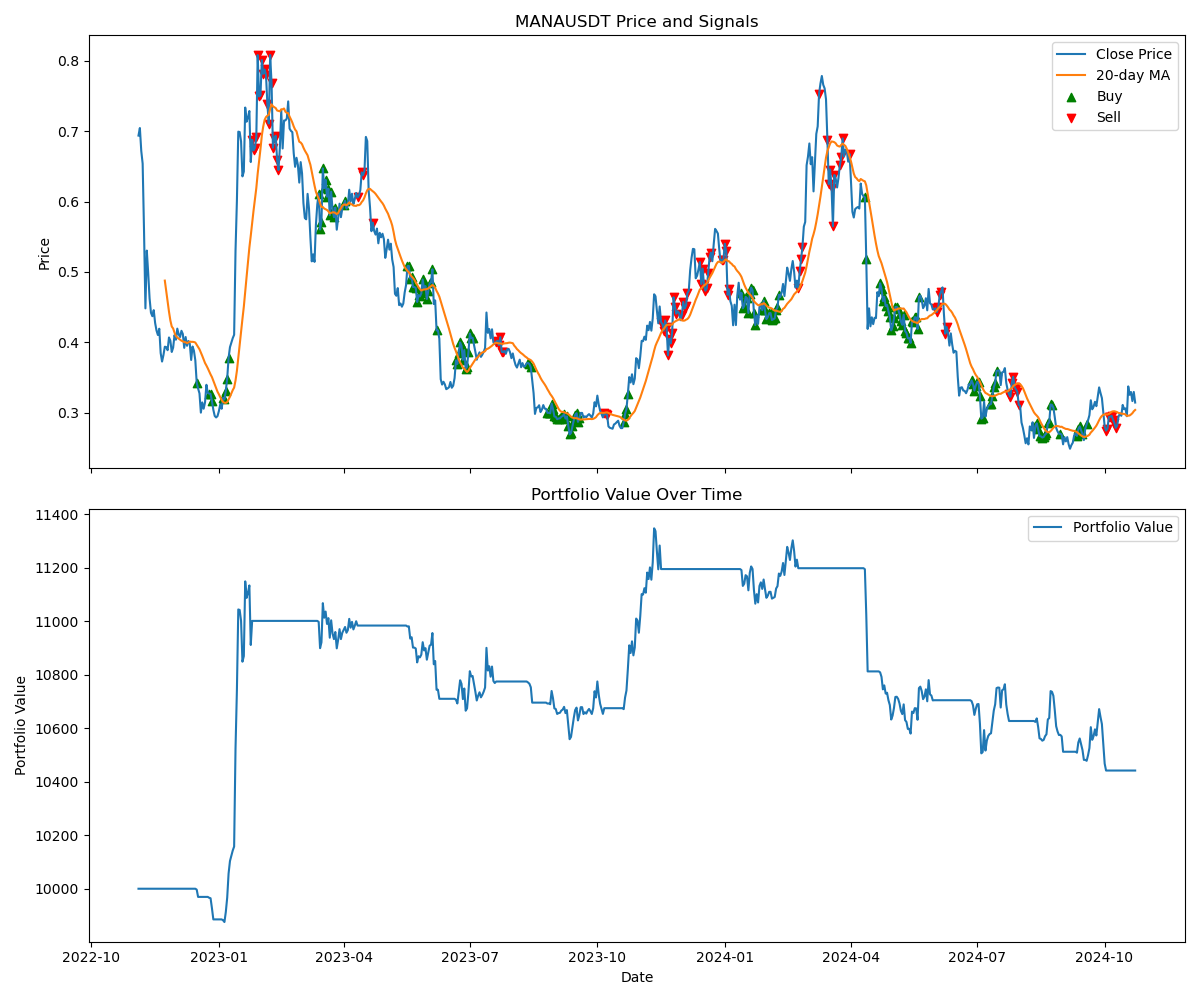 MANAUSDT Price and Signals
Price
0.8
0.7
0.6
0.5
0.4
0.3
Close Price
20-day MA
Buy
Sell
Portfolio Value Over Time
Portfolio Value
11400
11200
11000
10800
10600
10400
10200
10000
Portfolio Value
2022-10
2023-01
2023-04
2023-07
2023-10
2024-01
2024-04
2024-07
2024-10
Date